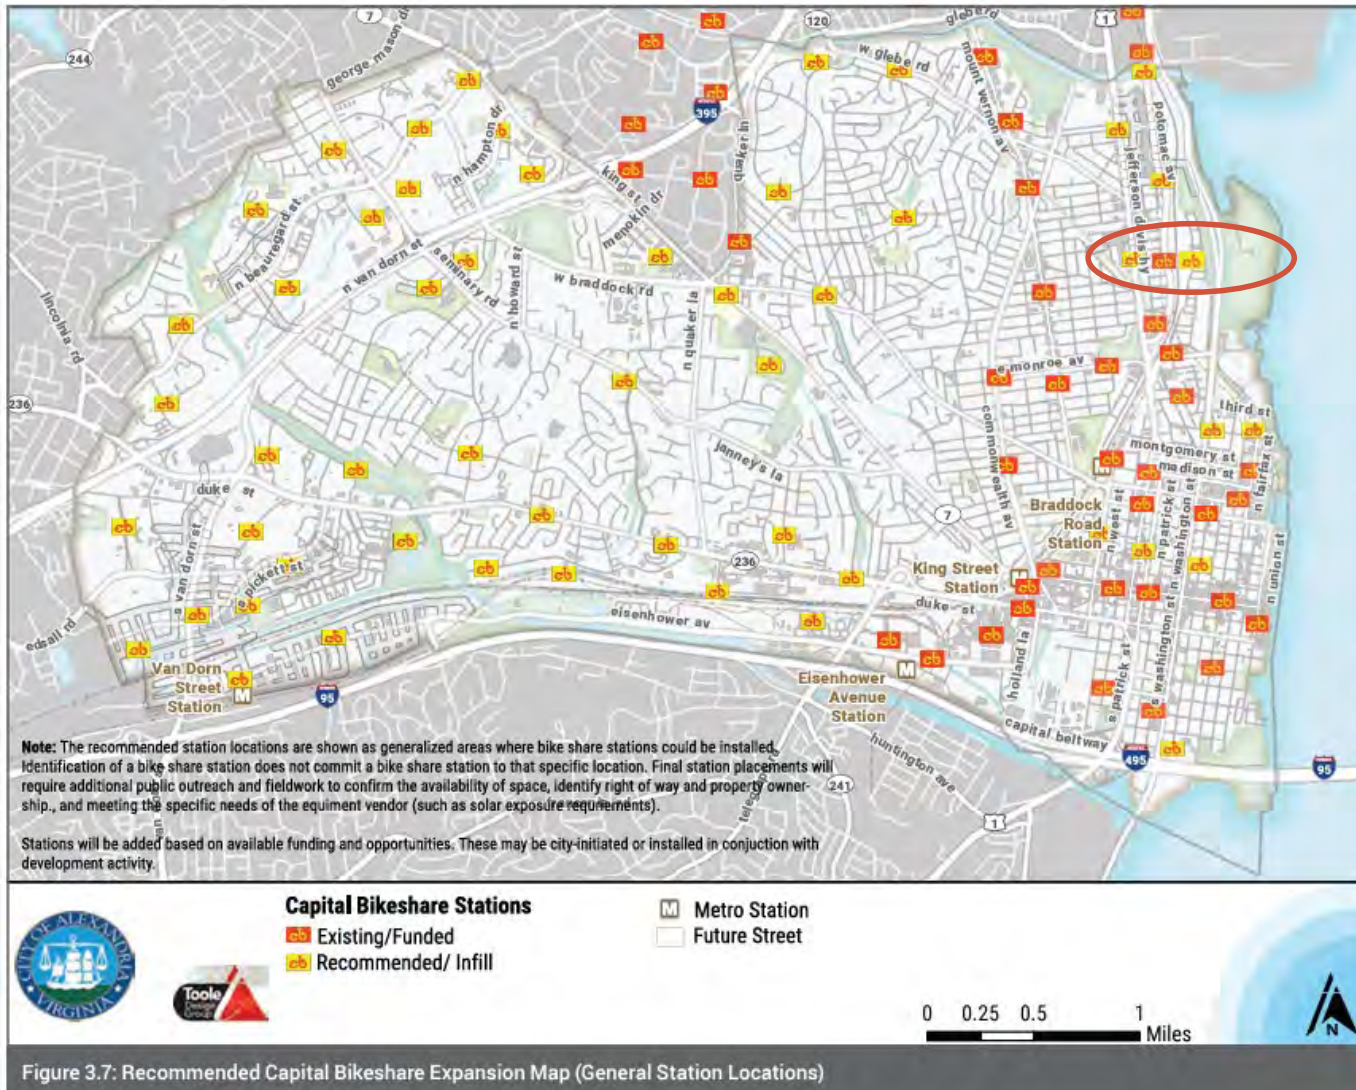 7
244
george mason dr
120
glebe rd
1
w glebe rd
mount vernon av
potomac av
395
n hampton dr
quaker ln
jefferson davis hy
king st
menokin dr
n beauregard st
n van dorn st
seminary rd
n howard st
w braddock rd
n quaker la
lincolnia rd
236
e monroe av
commonwealth av
third st
montgomery st
madison st
n fairfax st
janney's la
duke st
7
Braddock
Road
Station
n west st
n patrick st
n washington st
n union st
236
King Street
Station
s van dorn st
s pickett st
duke st
eisenhower av
edsall rd
holland la
s patrick st
s washington st
Van Dorn
Street
Station
M
95
Eisenhower
Avenue
Station
M
capital beltway
495
95
huntington ave
241
1
Note: The recommended station locations are shown as generalized areas where bike share stations could be installed.
Identification of a bike share station does not commit a bike share station to that specific location. Final station placements will
require additional public outreach and fieldwork to confirm the availability of space, identify right of way and property owner-
ship., and meeting the specific needs of the equiment vendor (such as solar exposure requirements).
Stations will be added based on available funding and opportunities. These may be city-initiated or installed in conjuction with
development activity.
CITY OF ALEXANDRIA
VIRGINIA
Toole
Design
Group
Capital Bikeshare Stations
cb Existing/Funded
cb Recommended/ Infill
M Metro Station
Future Street
0 0.25 0.5 1
Miles
N
Figure 3.7: Recommended Capital Bikeshare Expansion Map (General Station Locations)